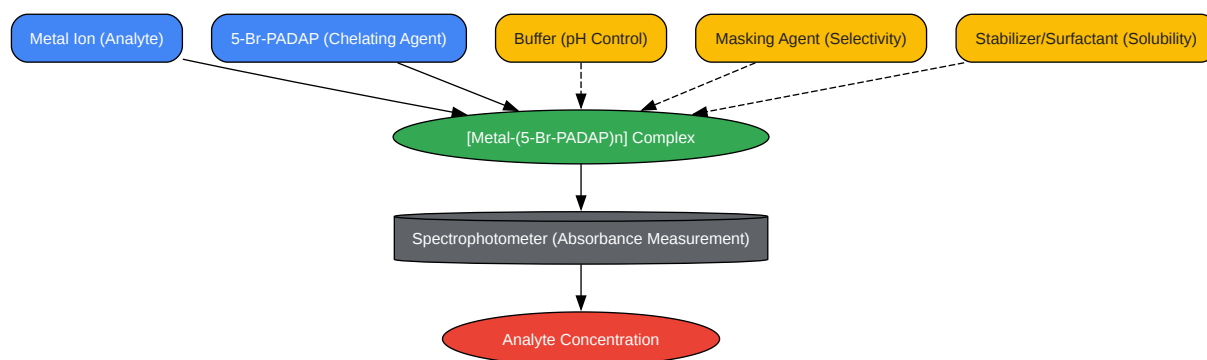 Metal Ion (Analyte)
5-Br-PADAP (Chelating Agent)
Buffer (pH Control)
Masking Agent (Selectivity)
Stabilizer/Surfactant (Solubility)
[Metal-(5-Br-PADAP)n] Complex
Spectrophotometer (Absorbance Measurement)
Analyte Concentration